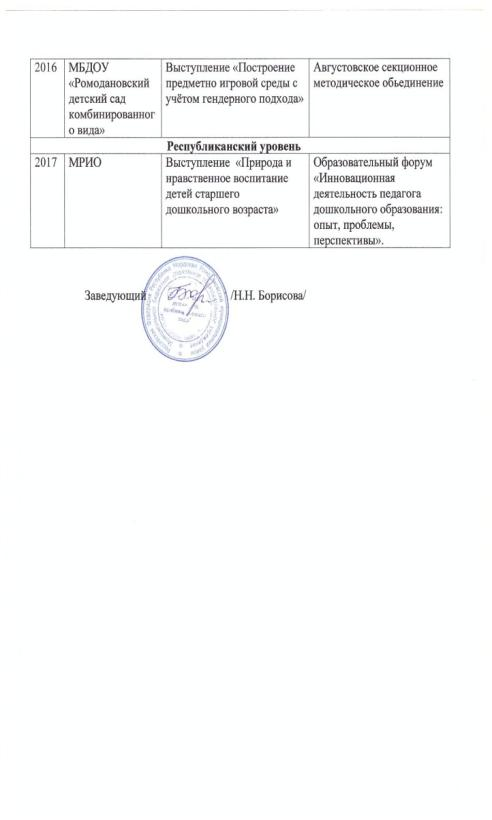 2016 МБДОУ Выступление «Построение Августовское секционное
«Ромодановский предметно игровой среды с методическое обьединение
детский сад учётом гендерного подхода»
комбинированног
о вида»
Республиканский уровень
2017 МРИО Выступление «Природа и Образовательный форум
нравственное воспитание «Инновационная
детей старшего деятельность педагога
дошкольного возраста» дошкольного образования:
опыт, проблемы,
перспективы».
Заведующий /Н.Н. Борисова/